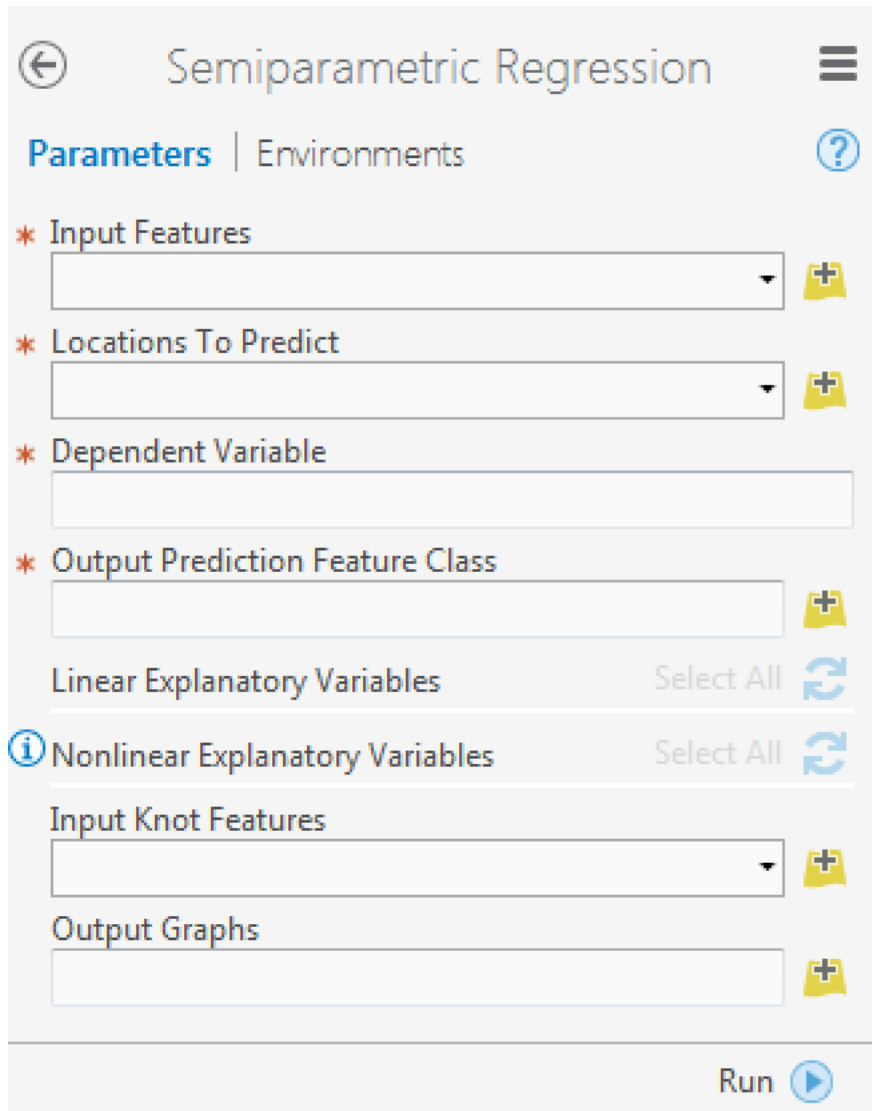 Semiparametric Regression
Parameters | Environments ?
* Input Features
* Locations To Predict
* Dependent Variable
* Output Prediction Feature Class
Linear Explanatory Variables Select All
i Nonlinear Explanatory Variables Select All
Input Knot Features
Output Graphs
Run